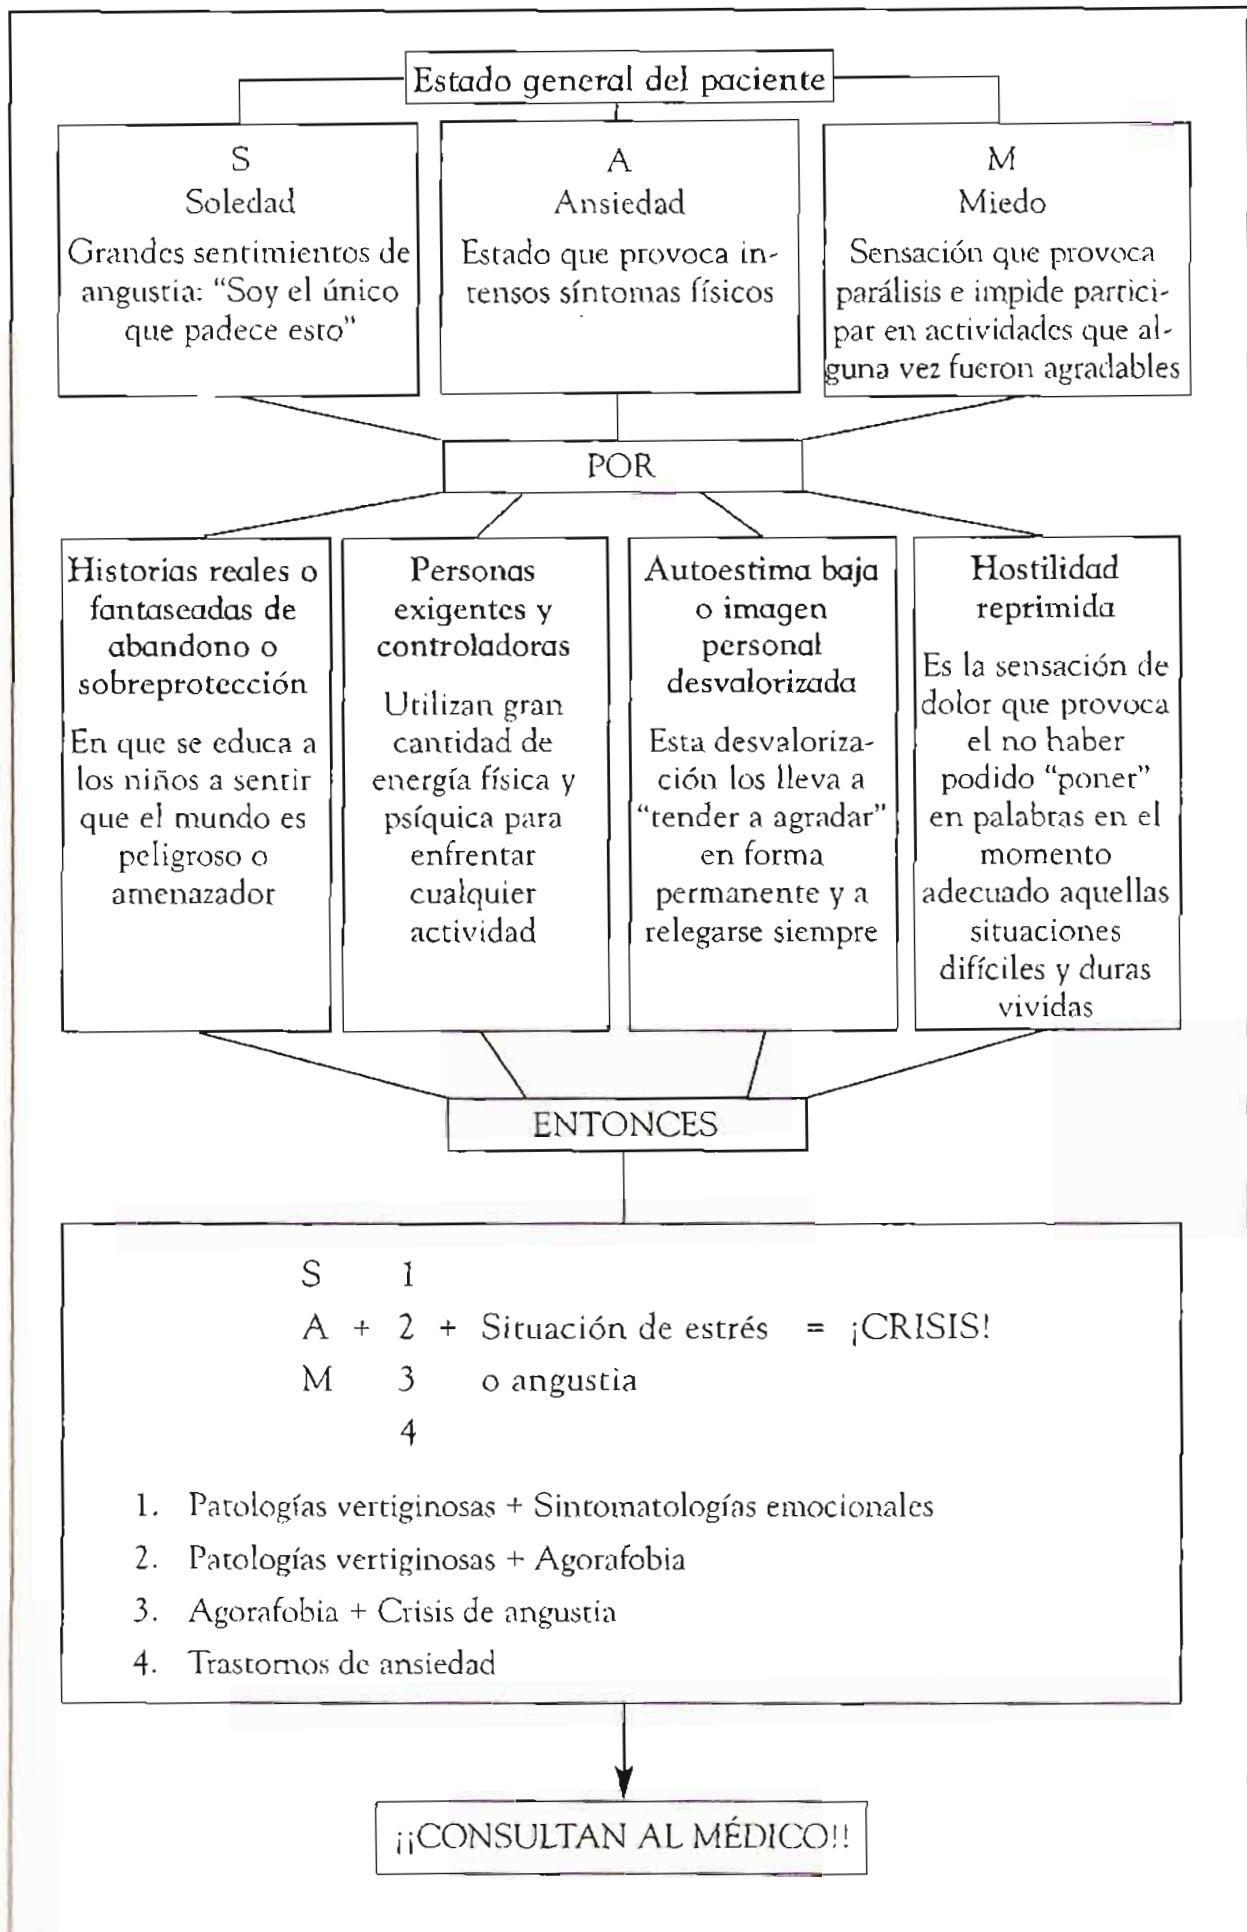 Estado general del paciente
S
Soledad
Grandes sentimientos de
angustia: “Soy el único
que padece esto”
A
Ansiedad
Estado que provoca in-
tensos síntomas físicos
M
Miedo
Sensación que provoca
parálisis e impide partici-
par en actividades que al-
guna vez fueron agradables
POR
Historias reales o
fantaseadas de
abandono o
sobreprotección
En que se educa a
los niños a sentir
que el mundo es
peligroso o
amenazador
Personas
exigentes y
controladoras
Utilizan gran
cantidad de
energía física y
psíquica para
enfrentar
cualquier
actividad
Autoestima baja
o imagen
personal
desvalorizada
Esta desvaloriza-
ción los lleva a
“tender a agradar”
en forma
permanente y a
relegarse siempre
Hostilidad
reprimida
Es la sensación de
dolor que provoca
el no haber
podido “poner”
en palabras en el
momento
adecuado aquellas
situaciones
difíciles y duras
vividas
ENTONCES
S 1
A + 2 + Situación de estrés = ¡CRISIS!
M 3 o angustia
4
1. Patologías vertiginosas + Sintomatologías emocionales
2. Patologías vertiginosas + Agorafobia
3. Agorafobia + Crisis de angustia
4. Trastornos de ansiedad
¡¡CONSULTAN AL MÉDICO!!